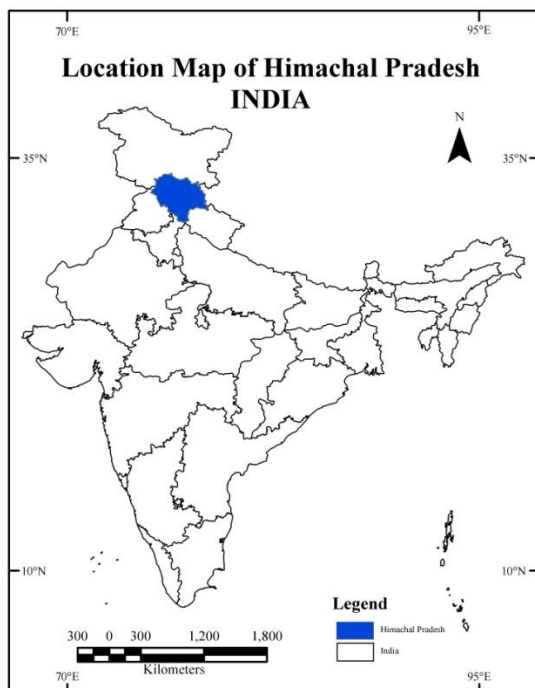 70°E 95°E
Location Map of Himachal Pradesh
INDIA
N
35°N 35°N
10°N 10°N
Legend
Himachal Pradesh
India
300 0 300 1,200 1,800
Kilometers
70°E 95°E